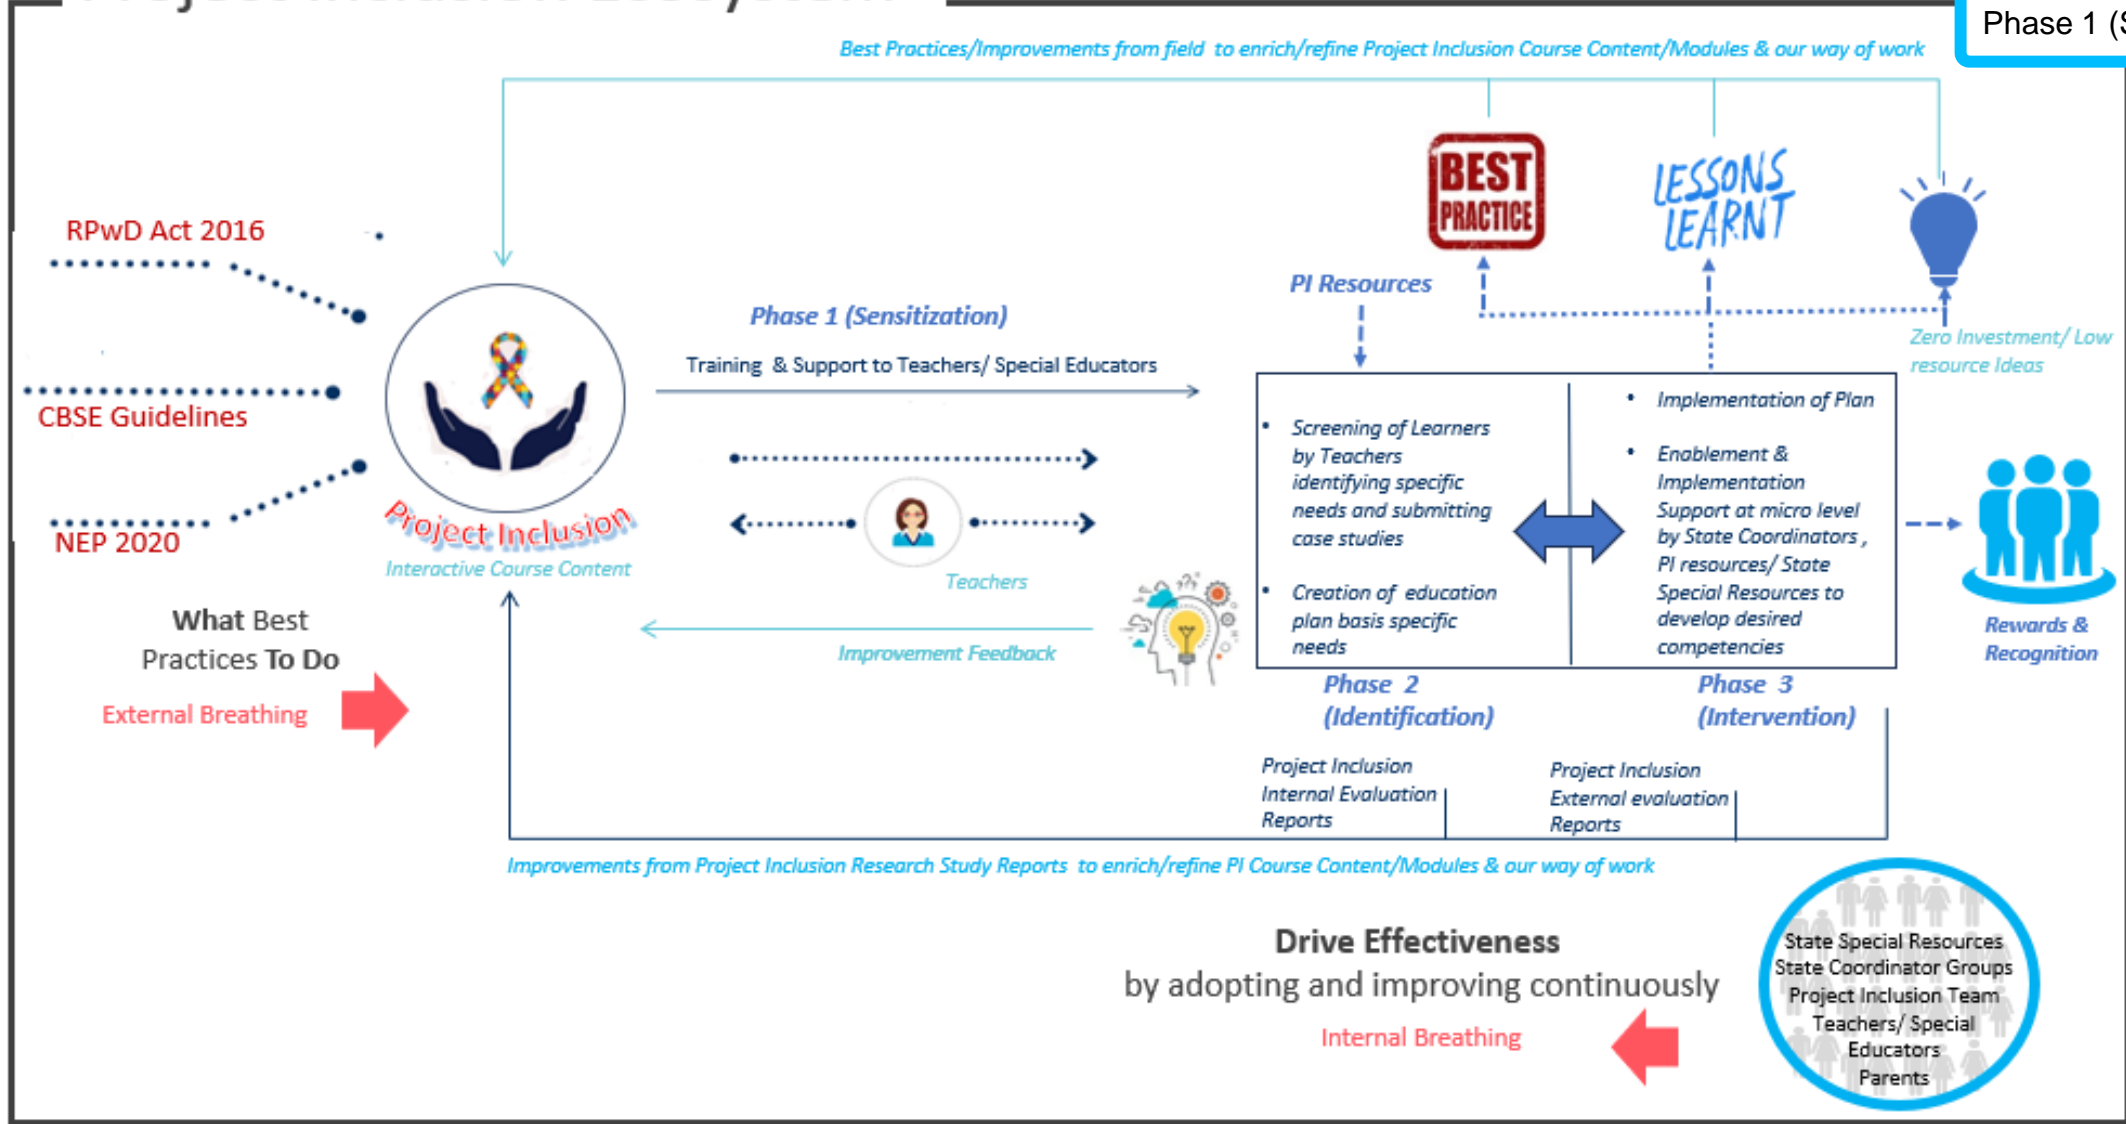 Project Inclusion Ecosystem
Phase 1 (S
Best Practices/Improvements from field to enrich/refine Project Inclusion Course Content/Modules & our way of work
RPwD Act 2016
CBSE Guidelines
NEP 2020
What Best
Practices To Do
External Breathing
Project Inclusion
Interactive Course Content
Phase 1 (Sensitization)
Training & Support to Teachers/ Special Educators
Teachers
Improvement Feedback
BEST
PRACTICE
LESSONS
LEARNT
Zero Investment/ Low
resource Ideas
PI Resources
• Screening of Learners
by Teachers
identifying specific
needs and submitting
case studies
• Creation of education
plan basis specific
needs
• Implementation of Plan
• Enablement &
Implementation
Support at micro level
by State Coordinators ,
PI resources/ State
Special Resources to
develop desired
competencies
Rewards &
Recognition
Phase 2
(Identification)
Phase 3
(Intervention)
Project Inclusion
Internal Evaluation
Reports
Project Inclusion
External evaluation
Reports
Improvements from Project Inclusion Research Study Reports to enrich/refine PI Course Content/Modules & our way of work
Drive Effectiveness
by adopting and improving continuously
Internal Breathing
State Special Resources
State Coordinator Groups
Project Inclusion Team
Teachers/ Special
Educators
Parents